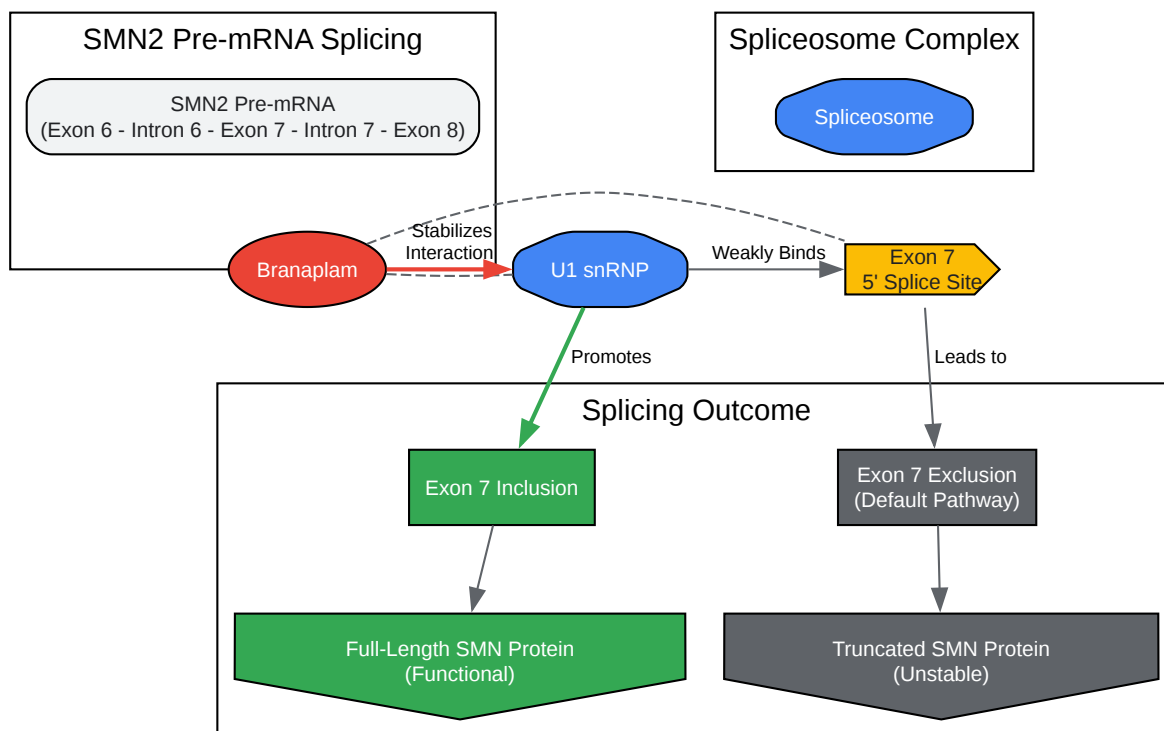 SMN2 Pre-mRNA Splicing
Spliceosome Complex
SMN2 Pre-mRNA
(Exon 6 - Intron 6 - Exon 7 - Intron 7 - Exon 8)
Spliceosome
Stabilizes
Interaction
Branaplam
U1 snRNP
Weakly Binds
Exon 7
5' Splice Site
Promotes
Leads to
Splicing Outcome
Exon 7 Inclusion
Exon 7 Exclusion
(Default Pathway)
Full-Length SMN Protein
(Functional)
Truncated SMN Protein
(Unstable)